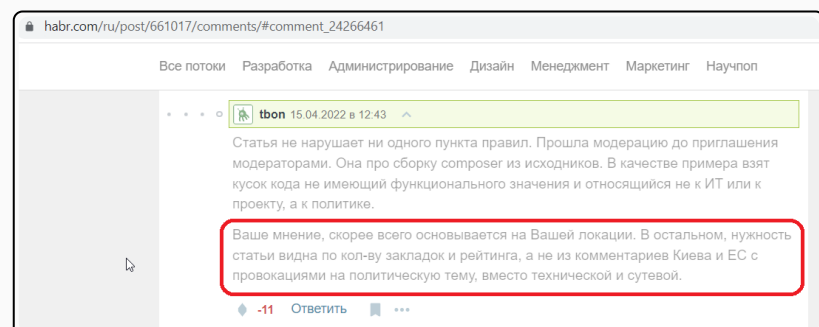 habr.com/ru/post/661017/comments/#comment_24266461
Все потоки Разработка Администрирование Дизайн Менеджмент Маркетинг Научпоп
tbon 15.04.2022 в 12:43
Статья не нарушает ни одного пункта правил. Прошла модерацию до приглашения
модераторами. Она про сборку composer из исходников. В качестве примера взят
кусок кода не имеющий функционального значения и относящийся не к ИТ или к
проекту, а к политике.
Ваше мнение, скорее всего основывается на Вашей локации. В остальном, нужность
статьи видна по кол-ву закладок и рейтинга, а не из комментариев Киева и ЕС с
провокациями на политическую тему, вместо технической и сутевой.
-11 Ответить